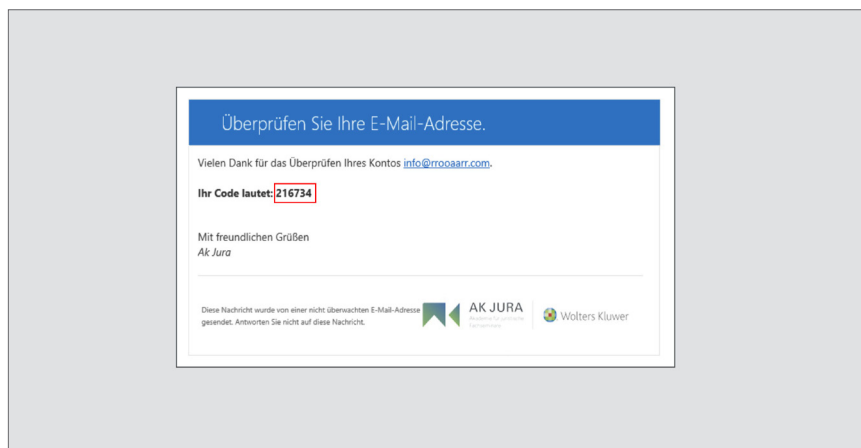 Überprüfen Sie Ihre E-Mail-Adresse.
Vielen Dank für das Überprüfen Ihres Kontos info@rrooaarr.com.
Ihr Code lautet: 216734
Mit freundlichen Grüßen
Ak Jura
Diese Nachricht wurde von einer nicht überwachten E-Mail-Adresse
gesendet. Antworten Sie nicht auf diese Nachricht.
AK JURA
Wolters Kluwer